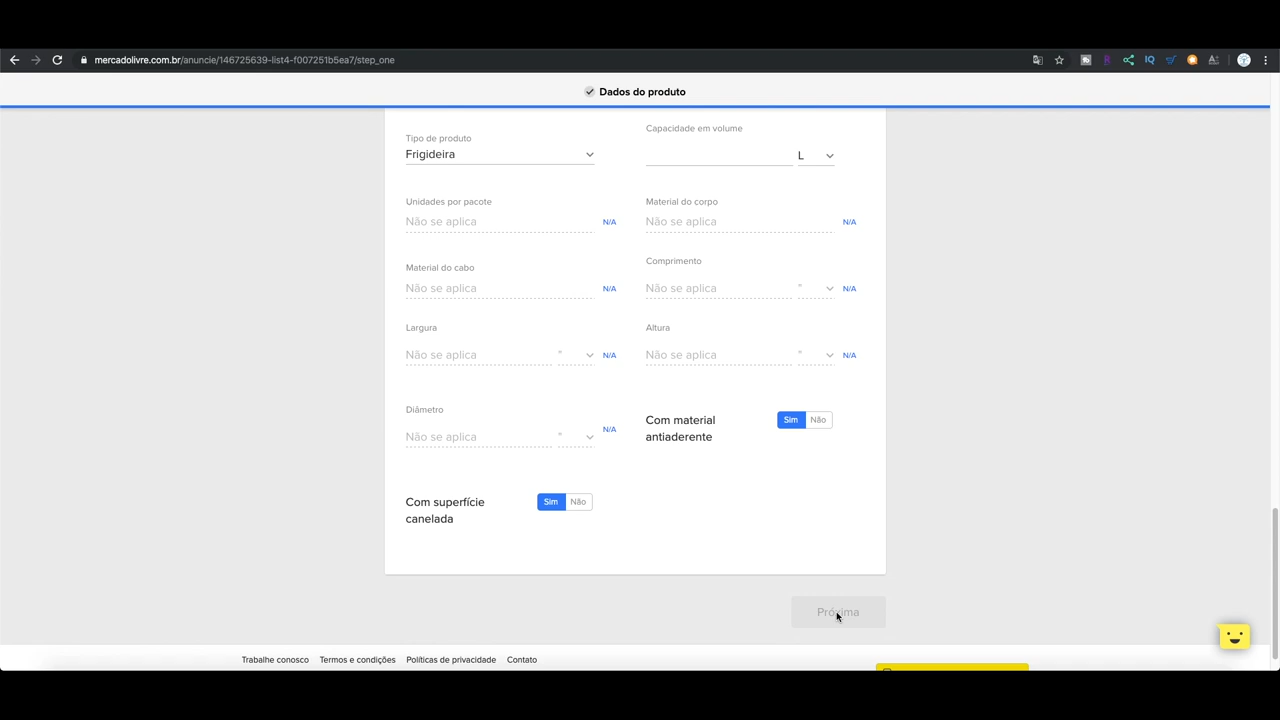 mercadolivre.com.br/anuncie/146725639-list4-f007251b5ea7/step_one
IQ
Dados do produto
Tipo de produto
Frigideira
Capacidade em volume
L
Unidades por pacote
Não se aplica
N/A
Material do corpo
Não se aplica
N/A
Material do cabo
Não se aplica
N/A
Comprimento
Não se aplica
"
N/A
Largura
Não se aplica
"
N/A
Altura
Não se aplica
"
N/A
Diâmetro
Não se aplica
"
N/A
Com material
antiaderente
Sim
Não
Com superfície
canelada
Sim
Não
Próxima
Trabalhe conosco
Termos e condições
Políticas de privacidade
Contato